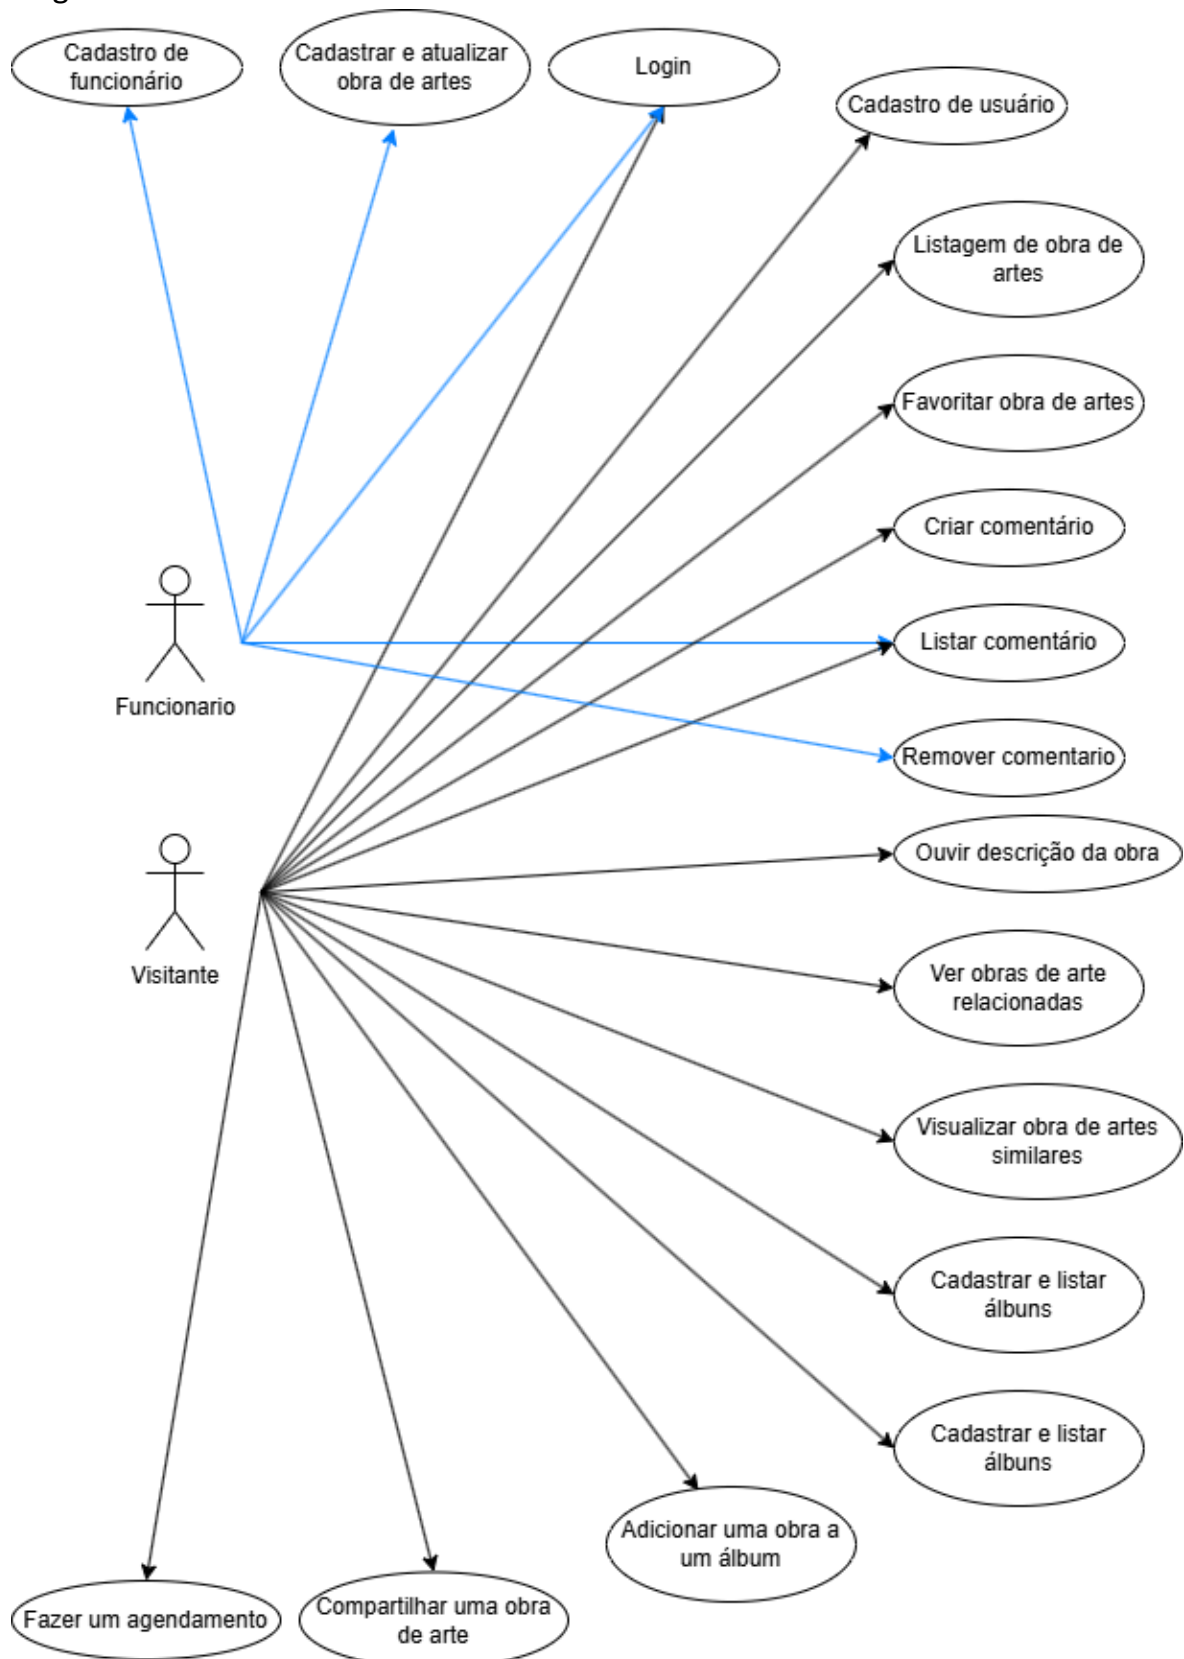 Cadastro de
funcionário
Cadastrar e atualizar
obra de artes
Login
Cadastro de usuário
Listagem de obra de
artes
Favoritar obra de artes
Criar comentário
Listar comentário
Funcionario
Remover comentario
Ouvir descrição da obra
Visitante
Ver obras de arte
relacionadas
Visualizar obra de artes
similares
Cadastrar e listar
álbuns
Cadastrar e listar
álbuns
Adicionar uma obra a
um álbum
Fazer um agendamento
Compartilhar uma obra
de arte